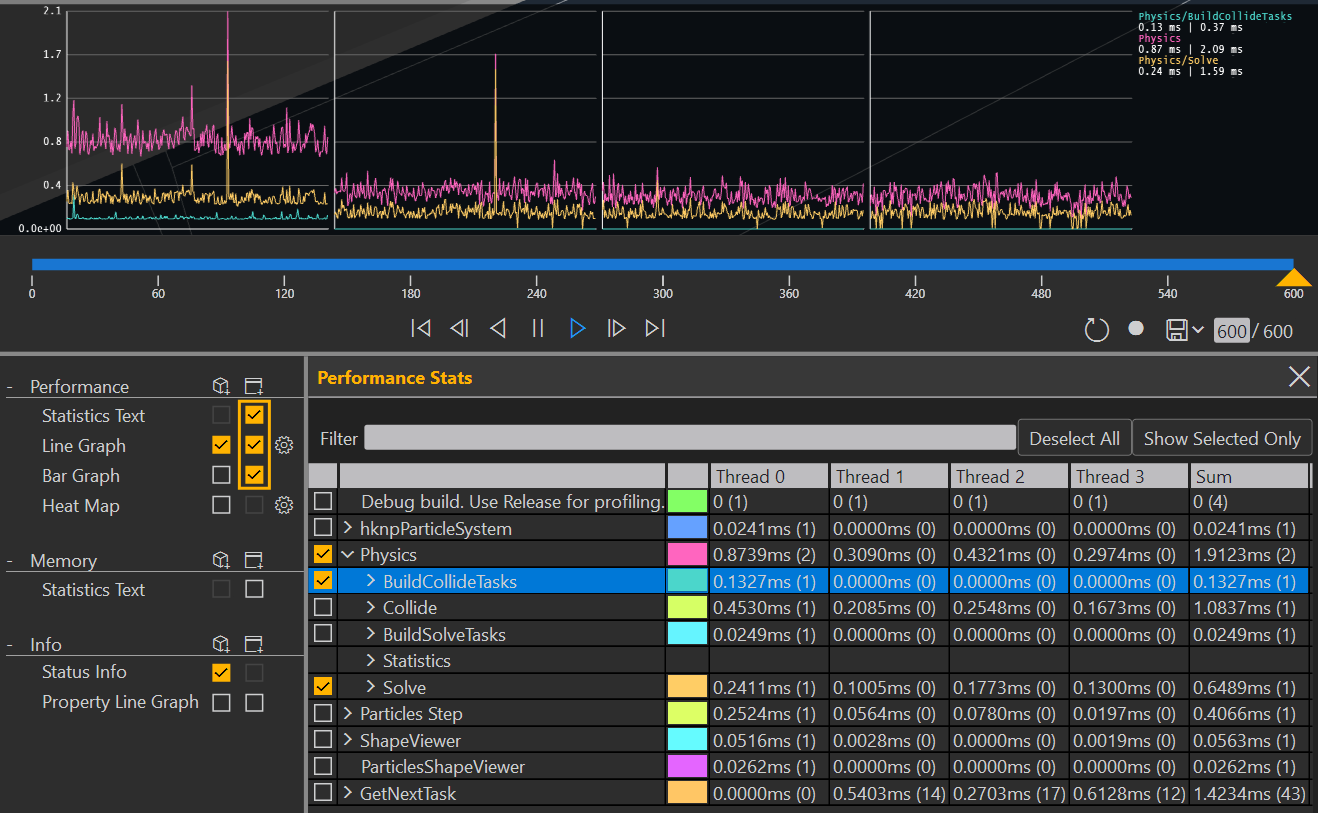 2.1
1.7
1.2
0.8
0.4
0.0e+00
Physics/BuildCollideTasks
0.13 ms | 0.37 ms
Physics
0.87 ms | 2.09 ms
Physics/Solve
0.24 ms | 1.59 ms
0 60 120 180 240 300 360 420 480 540 600
600 / 600
- Performance
Statistics Text
Line Graph
Bar Graph
Heat Map
- Memory
Statistics Text
- Info
Status Info
Property Line Graph
Performance Stats
Filter Deselect All Show Selected Only
Thread 0 Thread 1 Thread 2 Thread 3 Sum
Debug build. Use Release for profiling. 0 (1) 0 (1) 0 (1) 0 (1) 0 (4)
hknpParticleSystem 0.0241ms (1) 0.0000ms (0) 0.0000ms (0) 0.0000ms (0) 0.0241ms (1)
Physics 0.8739ms (2) 0.3090ms (0) 0.4321ms (0) 0.2974ms (0) 1.9123ms (2)
BuildCollideTasks 0.1327ms (1) 0.0000ms (0) 0.0000ms (0) 0.0000ms (0) 0.1327ms (1)
Collide 0.4530ms (1) 0.2085ms (0) 0.2548ms (0) 0.1673ms (0) 1.0837ms (1)
BuildSolveTasks 0.0249ms (1) 0.0000ms (0) 0.0000ms (0) 0.0000ms (0) 0.0249ms (1)
Statistics
Solve 0.2411ms (1) 0.1005ms (0) 0.1773ms (0) 0.1300ms (0) 0.6489ms (1)
Particles Step 0.2524ms (1) 0.0564ms (0) 0.0780ms (0) 0.0197ms (0) 0.4066ms (1)
ShapeViewer 0.0516ms (1) 0.0028ms (0) 0.0000ms (0) 0.0019ms (0) 0.0563ms (1)
ParticlesShapeViewer 0.0262ms (1) 0.0000ms (0) 0.0000ms (0) 0.0000ms (0) 0.0262ms (1)
GetNextTask 0.0000ms (0) 0.5403ms (14) 0.2703ms (17) 0.6128ms (12) 1.4234ms (43)